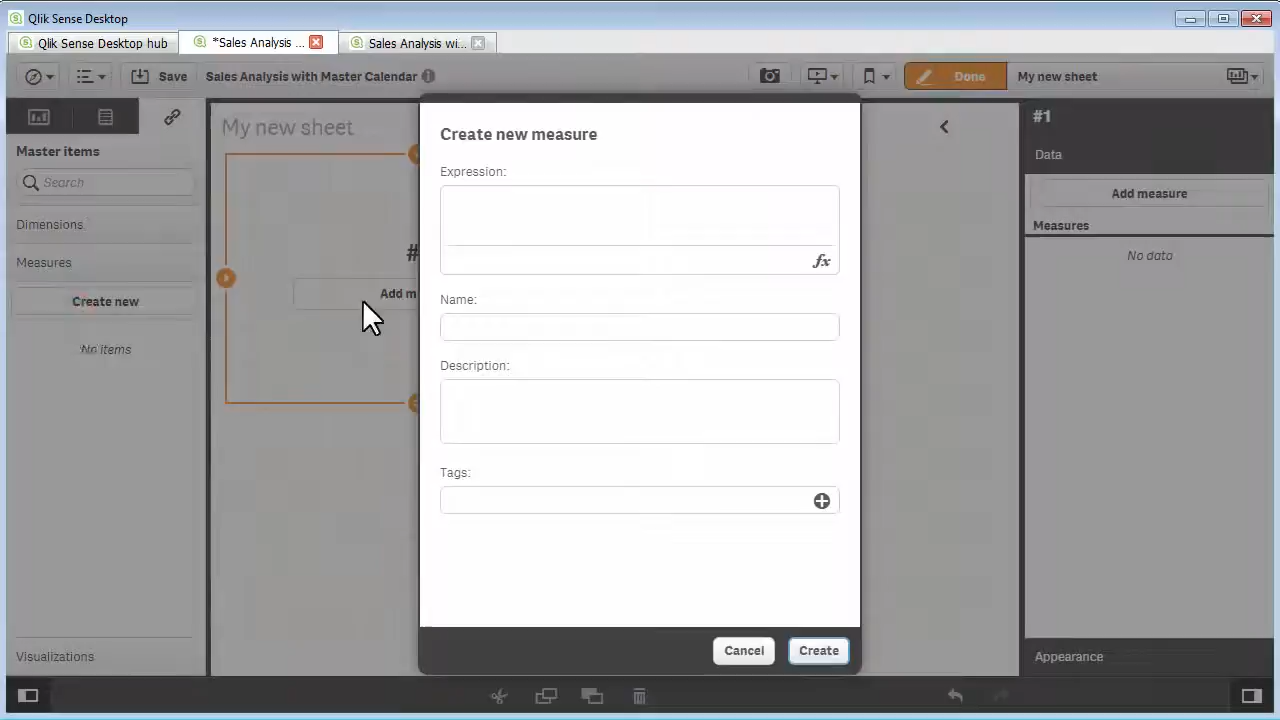 Qlik Sense Desktop
Qlik Sense Desktop hub
*Sales Analysis ...
Sales Analysis wi...
Save
Sales Analysis with Master Calendar
Done
My new sheet
Master items
Search
Dimensions
Measures
Create new
No items
Visualizations
My new sheet
#
Add m
Create new measure
Expression:
fx
Name:
Description:
Tags:
Cancel
Create
#1
Data
Add measure
Measures
No data
Appearance